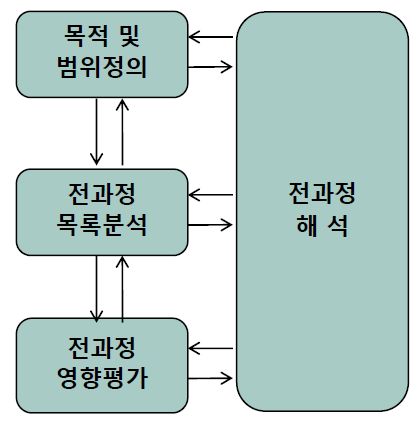 목적 및
범위정의
전과정
목록분석
전과정
영향평가
전과정
해 석